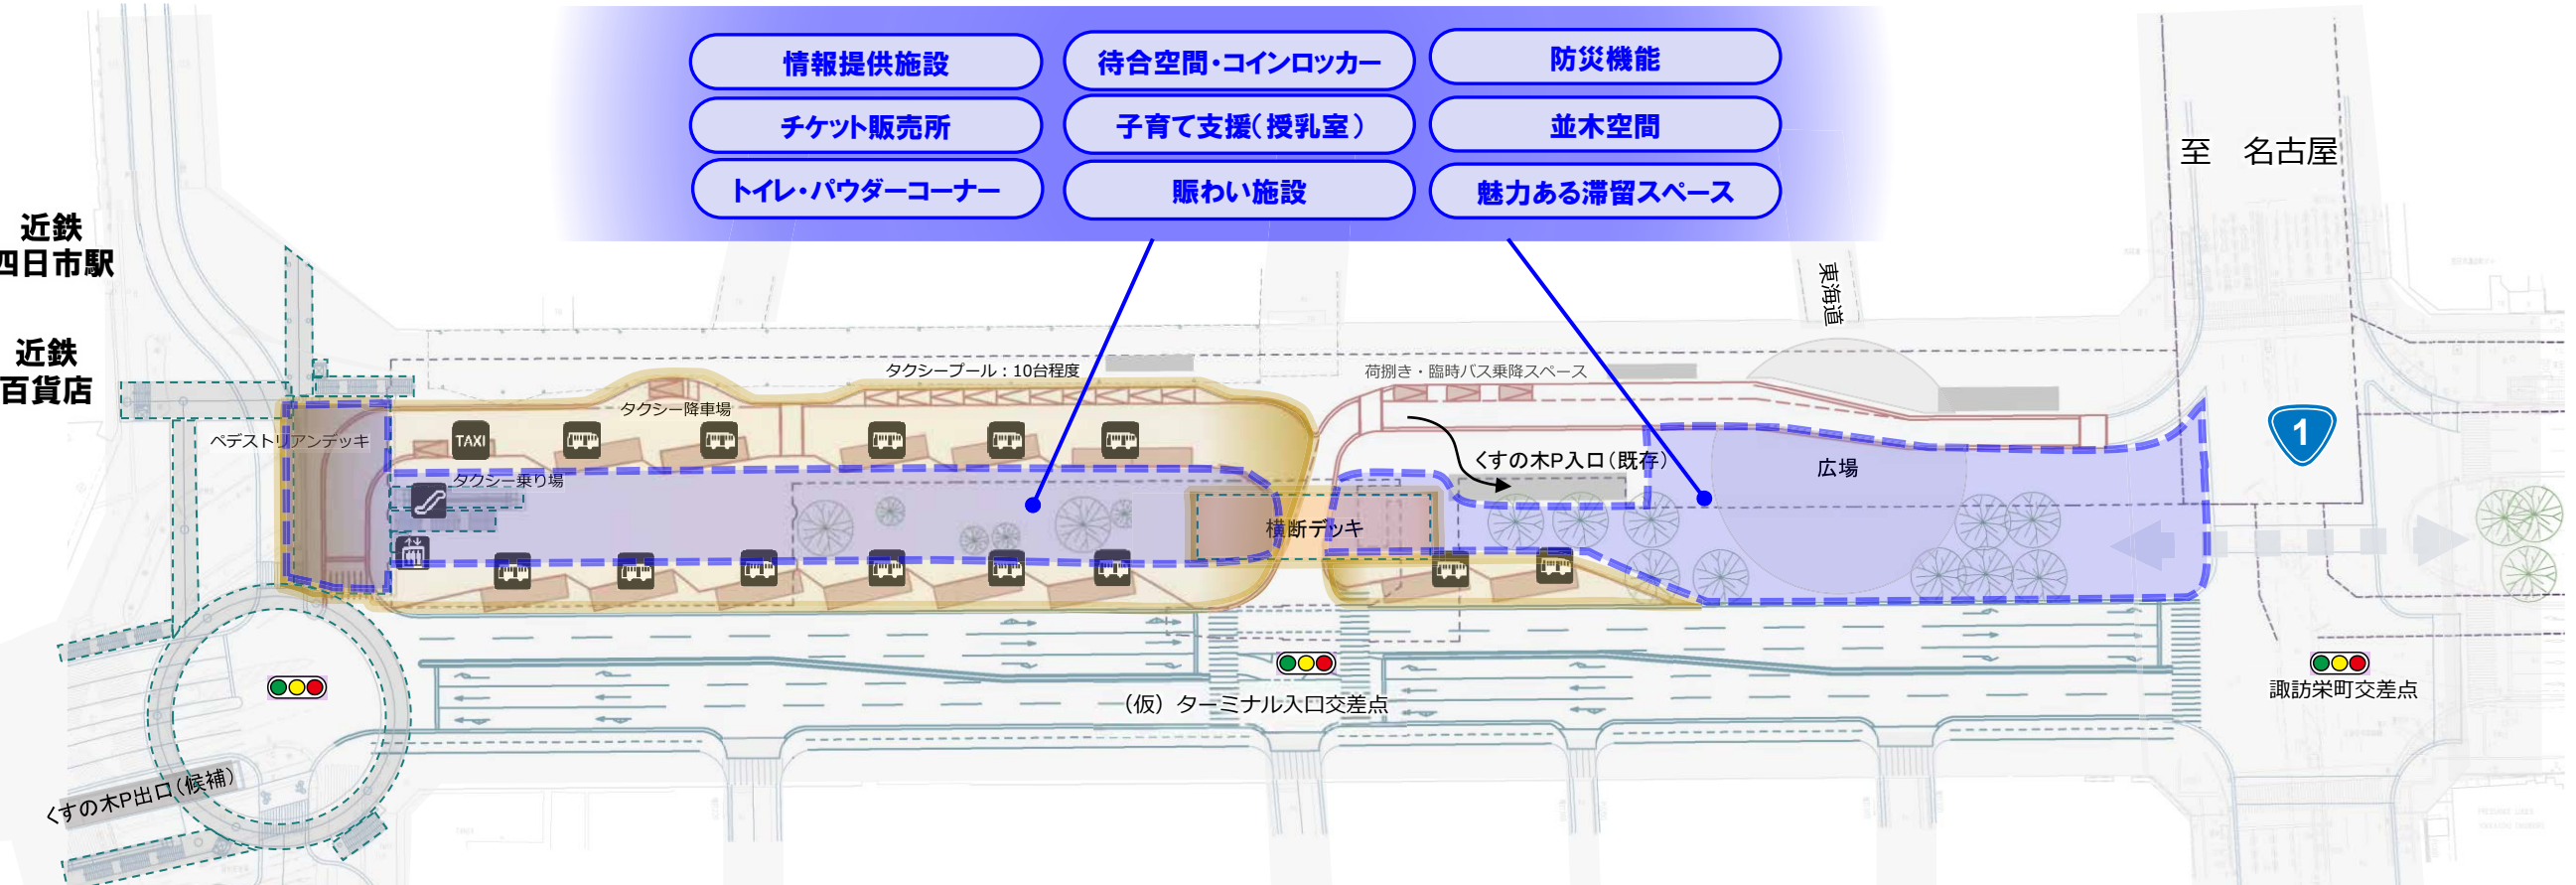 情報提供施設
待合空間・コインロッカー
防災機能
チケット販売所
子育て支援(授乳室)
並木空間
トイレ・パウダーコーナー
賑わい施設
魅力ある滞留スペース
至 名古屋
近鉄
四日市駅
近鉄
百貨店
東海道
タクシープール:10台程度
荷捌き・臨時バス乗降スペース
タクシー降車場
ペデストリアンデッキ
TAXI
タクシー乗り場
くすの木P入口(既存)
広場
1
横断デッキ
(仮)ターミナル入口交差点
諏訪栄町交差点
くすの木P出口(候補)